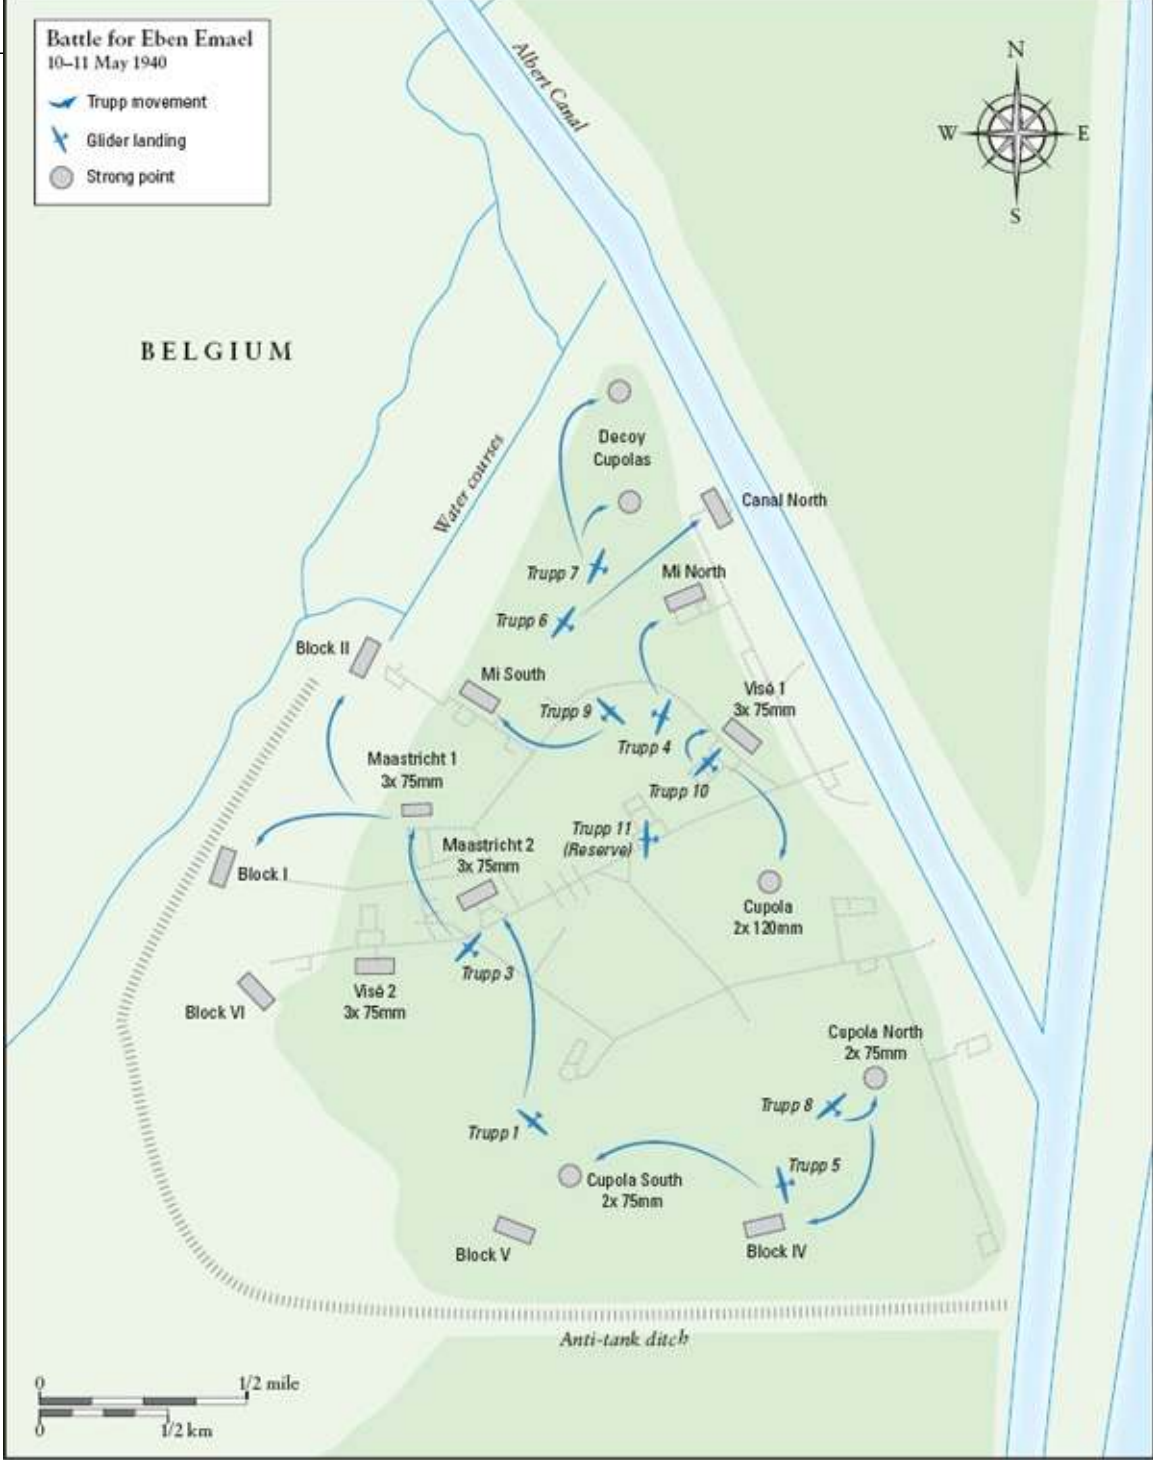 Battle for Eben Emael
10–11 May 1940
Trupp movement
Glider landing
Strong point
Albert Canal
N
W
E
S
BELGIUM
Water courses
Decoy
Cupolas
Canal North
Trupp 7
Mi North
Trupp 6
Block II
Mi South
Visé 1
3x 75mm
Trupp 9
Trupp 4
Maastricht 1
3x 75mm
Trupp 10
Trupp 11
(Reserve)
Maastricht 2
3x 75mm
Block I
Cupola
2x 120mm
Trupp 3
Visé 2
3x 75mm
Block VI
Cupola North
2x 75mm
Trupp 8
Trupp 1
Trupp 5
Cupola South
2x 75mm
Block V
Block IV
Anti-tank ditch
0
1/2 mile
0
1/2 km